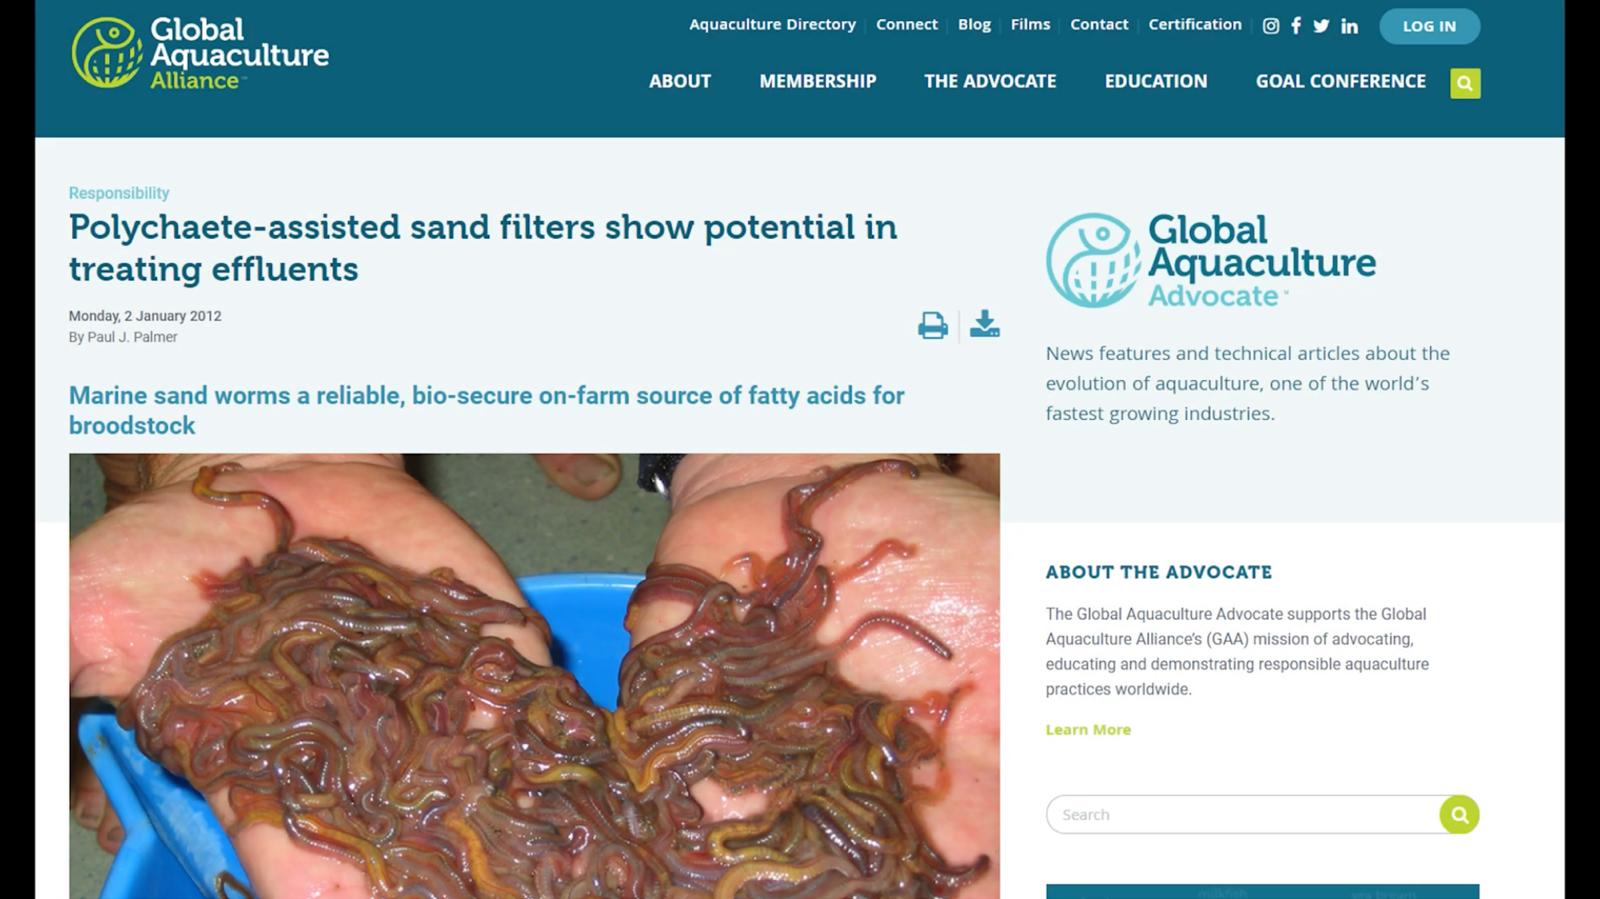 Global
Aquaculture
Alliance
Aquaculture Directory
Connect
Blog
Films
Contact
Certification
LOG IN
ABOUT
MEMBERSHIP
THE ADVOCATE
EDUCATION
GOAL CONFERENCE
Responsibility
Polychaete-assisted sand filters show potential in
treating effluents
Monday, 2 January 2012
By Paul J. Palmer
Marine sand worms a reliable, bio-secure on-farm source of fatty acids for
broodstock
Global
Aquaculture
Advocate
News features and technical articles about the
evolution of aquaculture, one of the world’s
fastest growing industries.
ABOUT THE ADVOCATE
The Global Aquaculture Advocate supports the Global
Aquaculture Alliance’s (GAA) mission of advocating,
educating and demonstrating responsible aquaculture
practices worldwide.
Learn More
Search